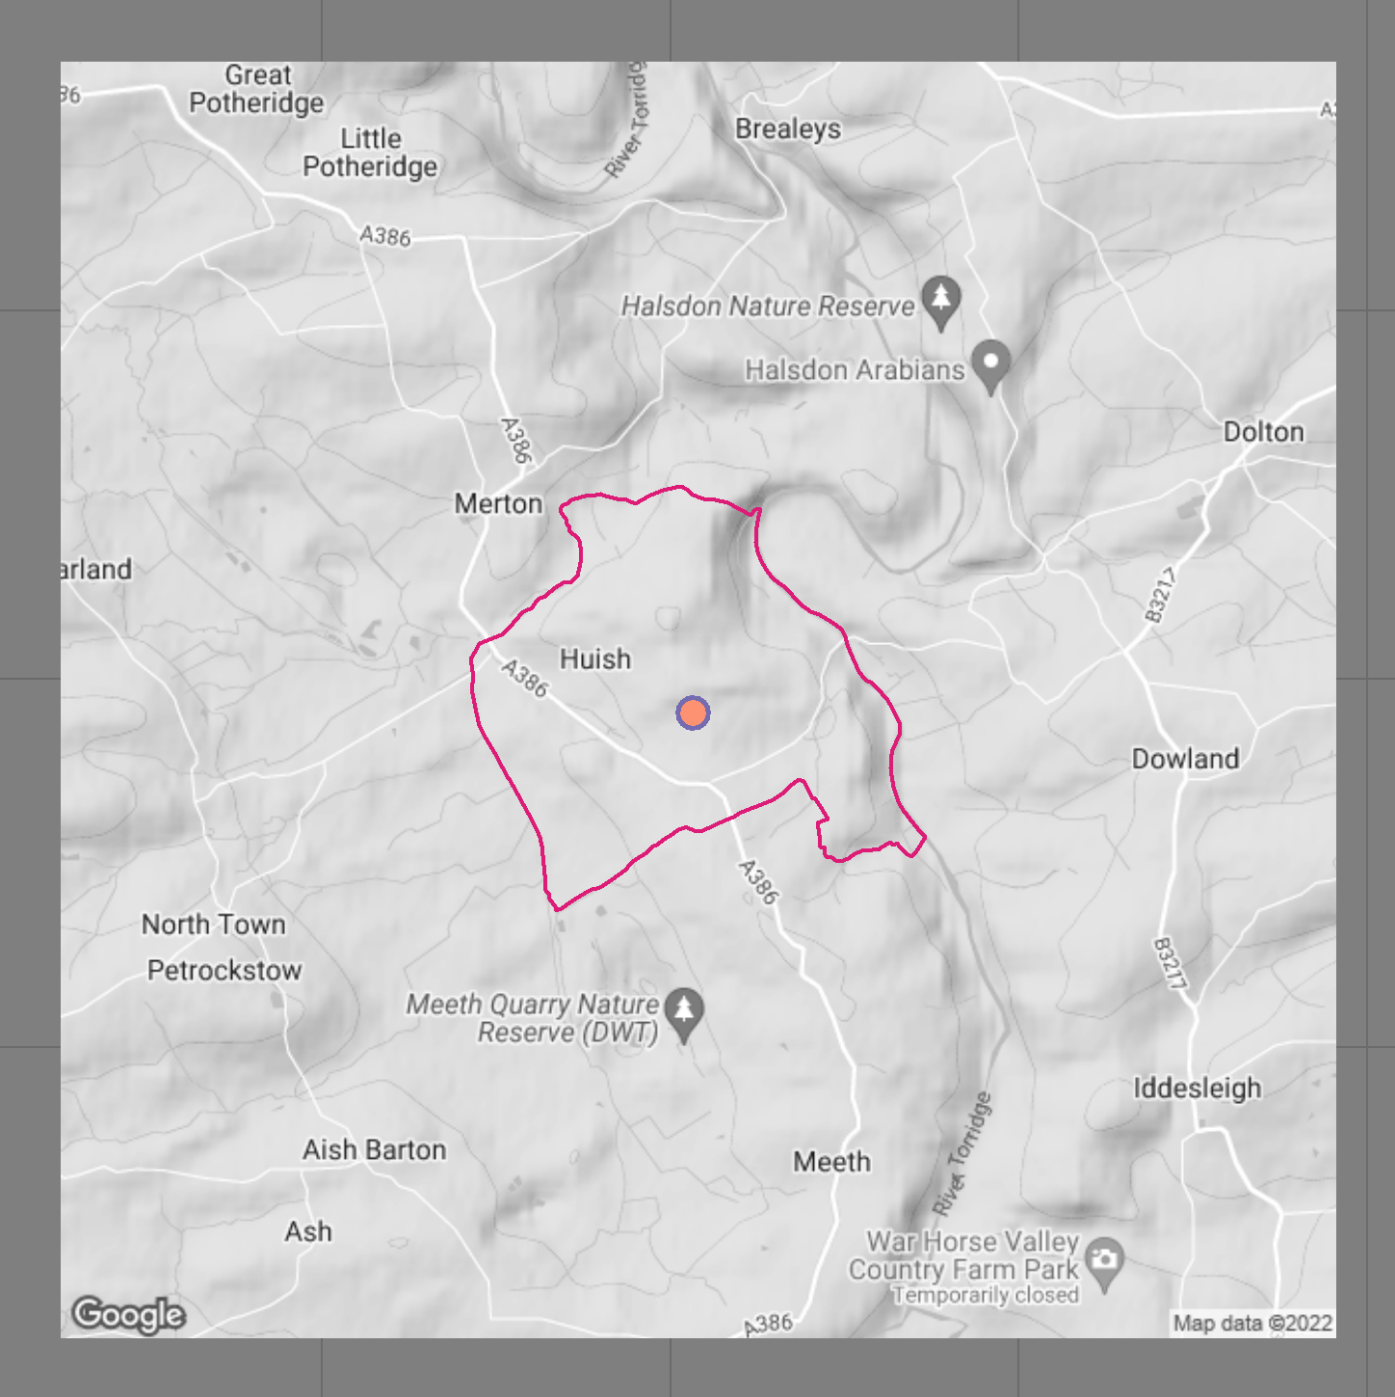 Great
Potheridge
Little
Potheridge
River Torridg
Brealeys
A386
Halsdon Nature Reserve
Halsdon Arabians
A386
Dolton
Merton
arland
B3217
Huish
A386
Dowland
A386
North Town
Petrockstow
B3217
Meeth Quarry Nature
Reserve (DWT)
Iddesleigh
River Torridge
Aish Barton
Meeth
Ash
War Horse Valley
Country Farm Park
Temporarily closed
Google
A386
Map data ©2022